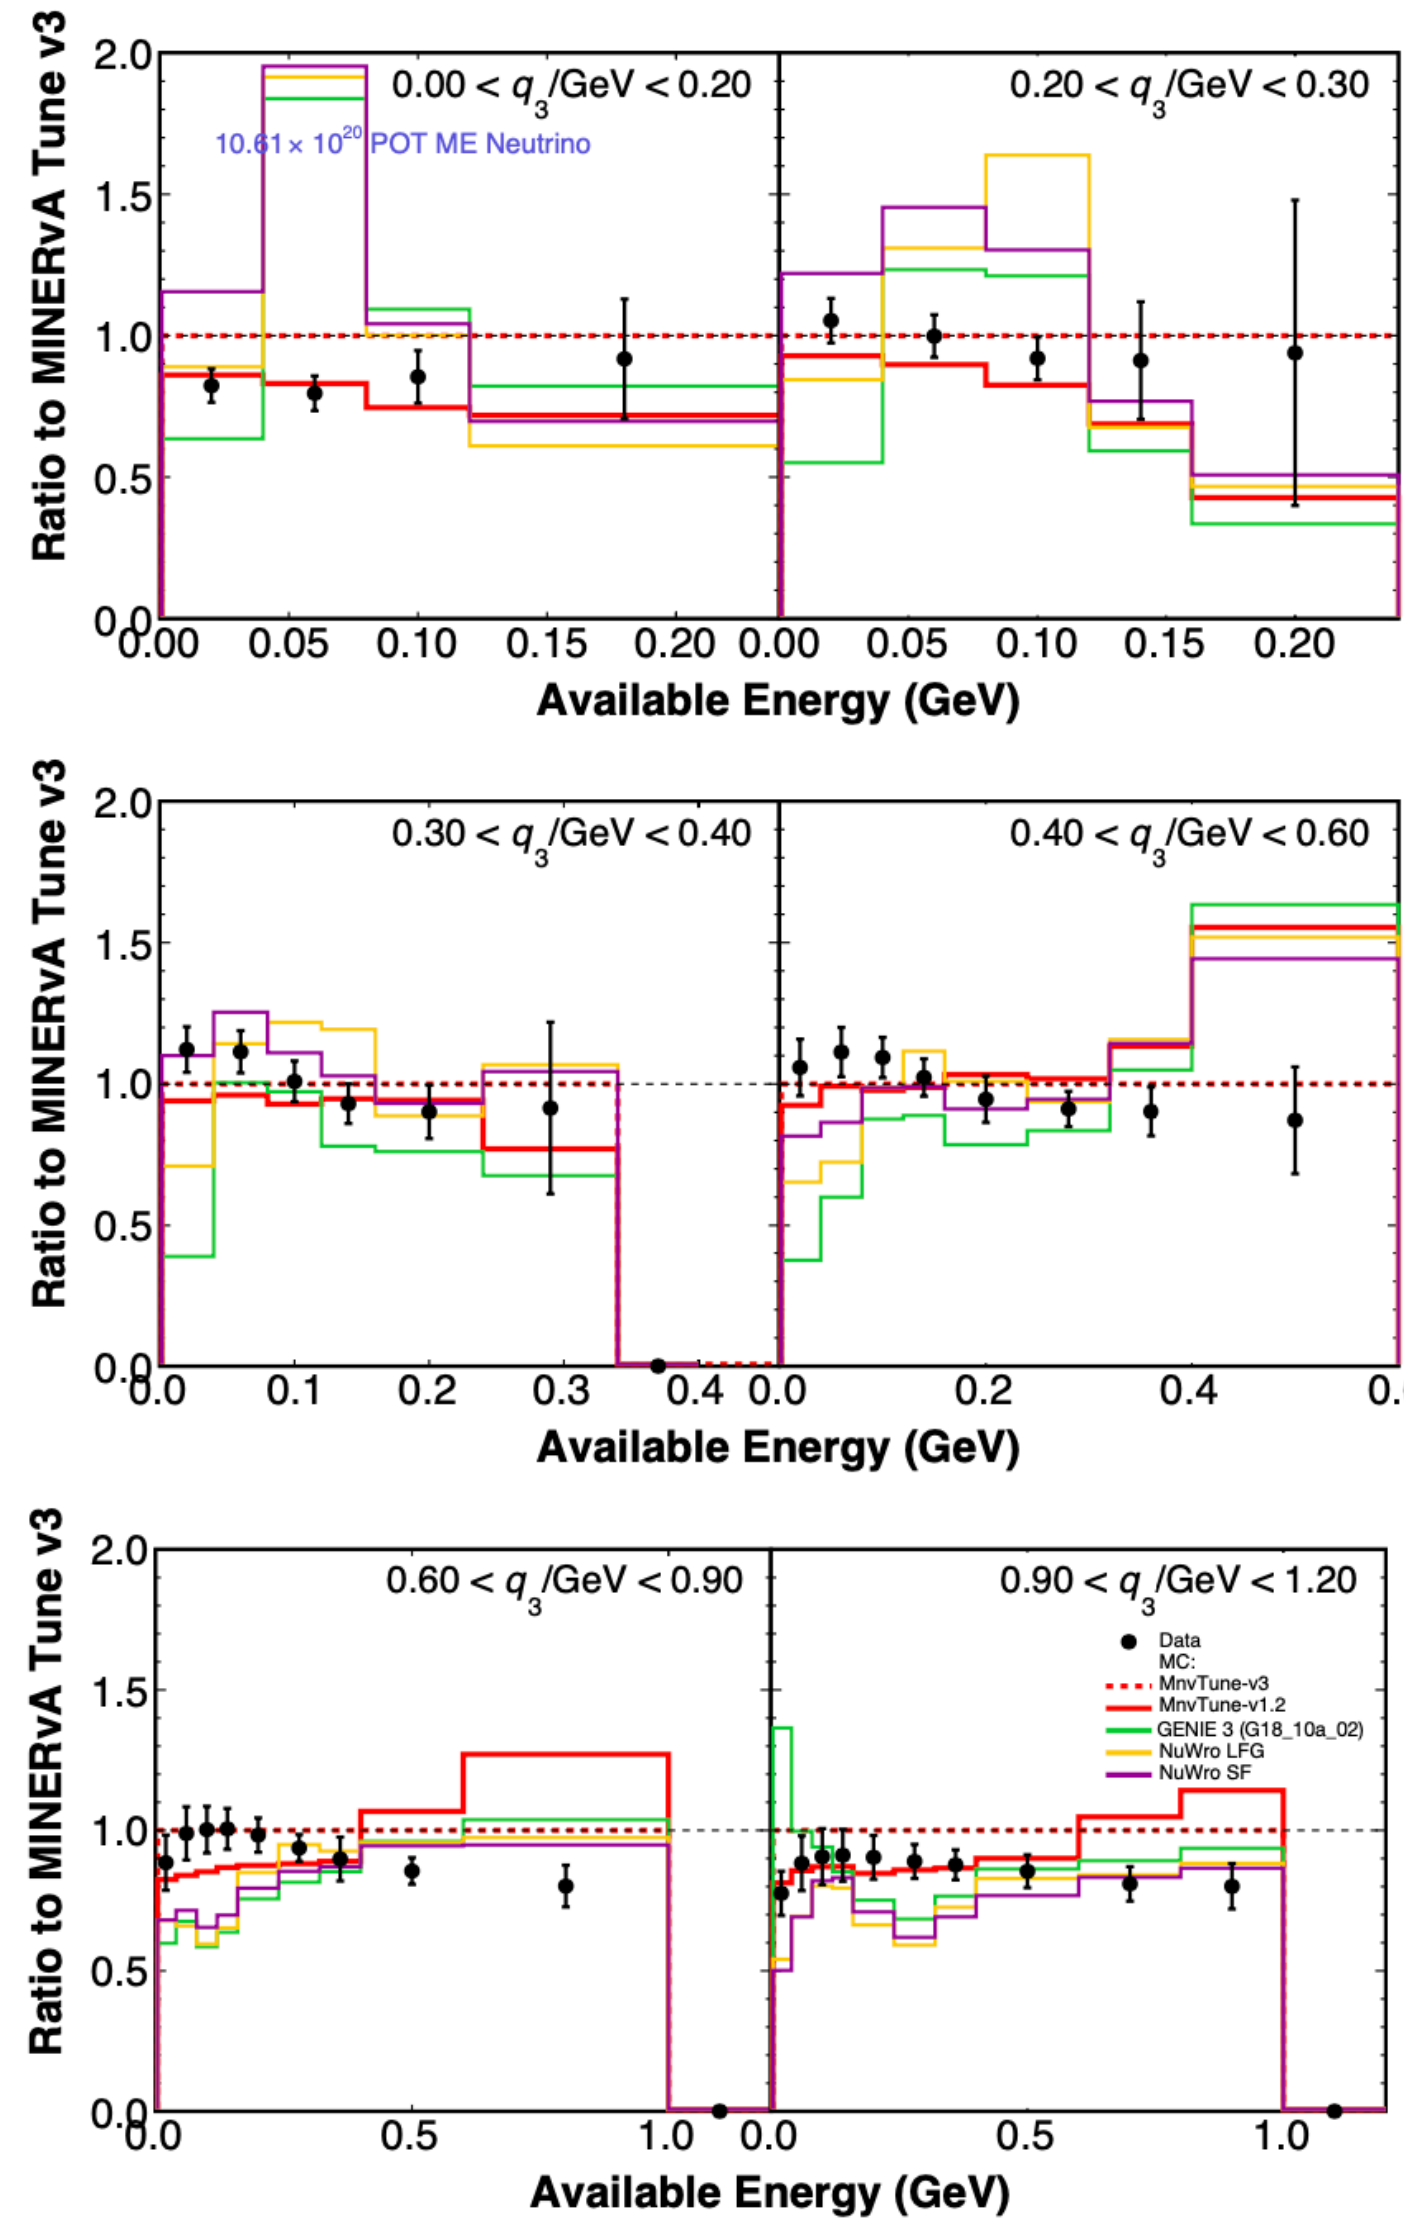 Ratio to MINERvA Tune v3
2.0
1.5
1.0
0.5
0.0
0.00 < q₃/GeV < 0.20
10.61 × 10²⁰ POT ME Neutrino
0.20 < q₃/GeV < 0.30
0.00 0.05 0.10 0.15 0.20 0.00 0.05 0.10 0.15 0.20
Available Energy (GeV)
Ratio to MINERvA Tune v3
2.0
1.5
1.0
0.5
0.0
0.30 < q₃/GeV < 0.40
0.40 < q₃/GeV < 0.60
0.0 0.1 0.2 0.3 0.4 0.0 0.2 0.4 0.
Available Energy (GeV)
Ratio to MINERvA Tune v3
2.0
1.5
1.0
0.5
0.0
0.60 < q₃/GeV < 0.90
0.90 < q₃/GeV < 1.20
Data
MC:
MnvTune-v3
MnvTune-v1.2
GENIE 3 (G18_10a_02)
NuWro LFG
NuWro SF
0.0 0.5 1.0 0.0 0.5 1.0
Available Energy (GeV)